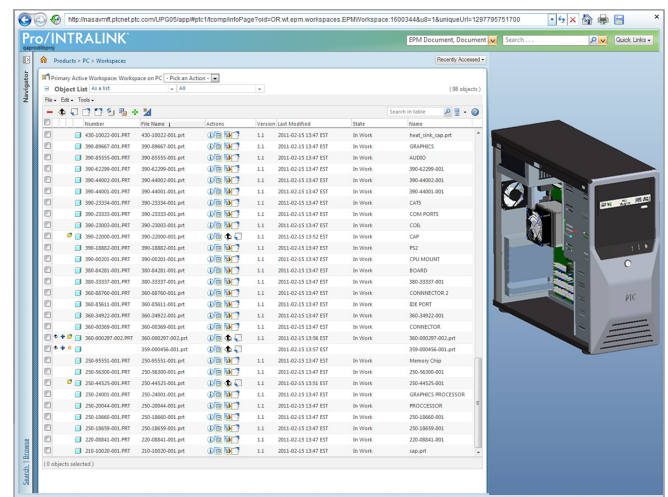 http://nasavmft.ptcnet.ptc.com/UPG05/app/#ptc1/comp/infoPage?oid=OR:wt.epm.workspaces.EPMWorkspace:1600344&u8=1&uniqueUrl=1297795751700
Pro/INTRALINK
EPM Document, Document Search . . . Quick Links
Products > PC > Workspaces Recently Accessed
Navigator
Primary Active Workspace: Workspace on PC - Pick an Action -
Object List As a list All (98 objects)
File Edit Tools
Search in table
Number File Name Actions Version Last Modified State Name
430-10022-001.PRT 430-10022-001.prt 1.1 2011-02-15 13:47 EST In Work heat_sink_cap.prt
390-89667-001.PRT 390-89667-001.prt 1.1 2011-02-15 13:47 EST In Work GRAPHICS
390-85555-001.PRT 390-85555-001.prt 1.1 2011-02-15 13:47 EST In Work AUDIO
390-62299-001.PRT 390-62299-001.prt 1.1 2011-02-15 13:47 EST In Work 390-62299-001
390-44002-001.PRT 390-44002-001.prt 1.1 2011-02-15 13:47 EST In Work 390-44002-001
390-44001-001.PRT 390-44001-001.prt 1.1 2011-02-15 13:47 EST In Work 390-44001-001
390-23334-001.PRT 390-23334-001.prt 1.1 2011-02-15 13:47 EST In Work CATS
390-23333-001.PRT 390-23333-001.prt 1.1 2011-02-15 13:47 EST In Work COM PORTS
390-23003-001.PRT 390-23003-001.prt 1.1 2011-02-15 13:47 EST In Work COIL
390-22000-001.PRT 390-22000-001.prt 1.1 2011-02-15 13:52 EST In Work CAP
390-18882-001.PRT 390-18882-001.prt 1.1 2011-02-15 13:47 EST In Work PS2
390-00201-001.PRT 390-00201-001.prt 1.1 2011-02-15 13:47 EST In Work CPU MOUNT
380-84281-001.PRT 380-84281-001.prt 1.1 2011-02-15 13:47 EST In Work BOARD
380-33337-001.PRT 380-33337-001.prt 1.1 2011-02-15 13:47 EST In Work 380-33337-001
360-88760-001.PRT 360-88760-001.prt 1.1 2011-02-15 13:47 EST In Work CONNNECTOR 2
360-85611-001.PRT 360-85611-001.prt 1.1 2011-02-15 13:47 EST In Work IDE PORT
360-34922-001.PRT 360-34922-001.prt 1.1 2011-02-15 13:47 EST In Work 360-34922-001
360-00369-001.PRT 360-00369-001.prt 1.1 2011-02-15 13:47 EST In Work CONNECTOR
360-000297-002.PRT 360-000297-002.prt 1.1 2011-02-15 13:56 EST In Work 360-000297-002.prt
359-000456-001.prt 2011-02-15 13:57 EST 359-000456-001.prt
250-95551-001.PRT 250-95551-001.prt 1.1 2011-02-15 13:47 EST In Work Memory Chip
250-56300-001.PRT 250-56300-001.prt 1.1 2011-02-15 13:47 EST In Work 250-56300-001
250-44525-001.PRT 250-44525-001.prt 1.1 2011-02-15 13:51 EST In Work 250-44525-001
250-24001-001.PRT 250-24001-001.prt 1.1 2011-02-15 13:47 EST In Work GRAPHICS PROCESSOR
250-20044-001.PRT 250-20044-001.prt 1.1 2011-02-15 13:47 EST In Work PROCCESSOR
250-18660-001.PRT 250-18660-001.prt 1.1 2011-02-15 13:47 EST In Work 250-18660-001
250-18659-001.PRT 250-18659-001.prt 1.1 2011-02-15 13:47 EST In Work 250-18659-001
220-08841-001.PRT 220-08841-001.prt 1.1 2011-02-15 13:47 EST In Work 220-08841-001
210-10020-001.PRT 210-10020-001.prt 1.1 2011-02-15 13:47 EST In Work cap.prt
( 0 objects selected )
Search | Browse
PTC